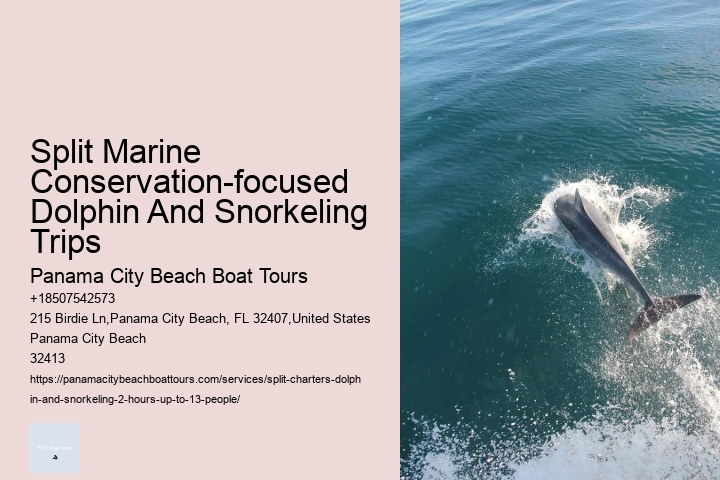 Split Marine
Conservation-focused
Dolphin And Snorkeling
Trips
Panama City Beach Boat Tours
+18507542573
215 Birdie Ln,Panama City Beach, FL 32407,United States
Panama City Beach
32413
https://panamacitybeachboattours.com/services/split-charters-dolph
in-and-snorkeling-2-hours-up-to-13-people/